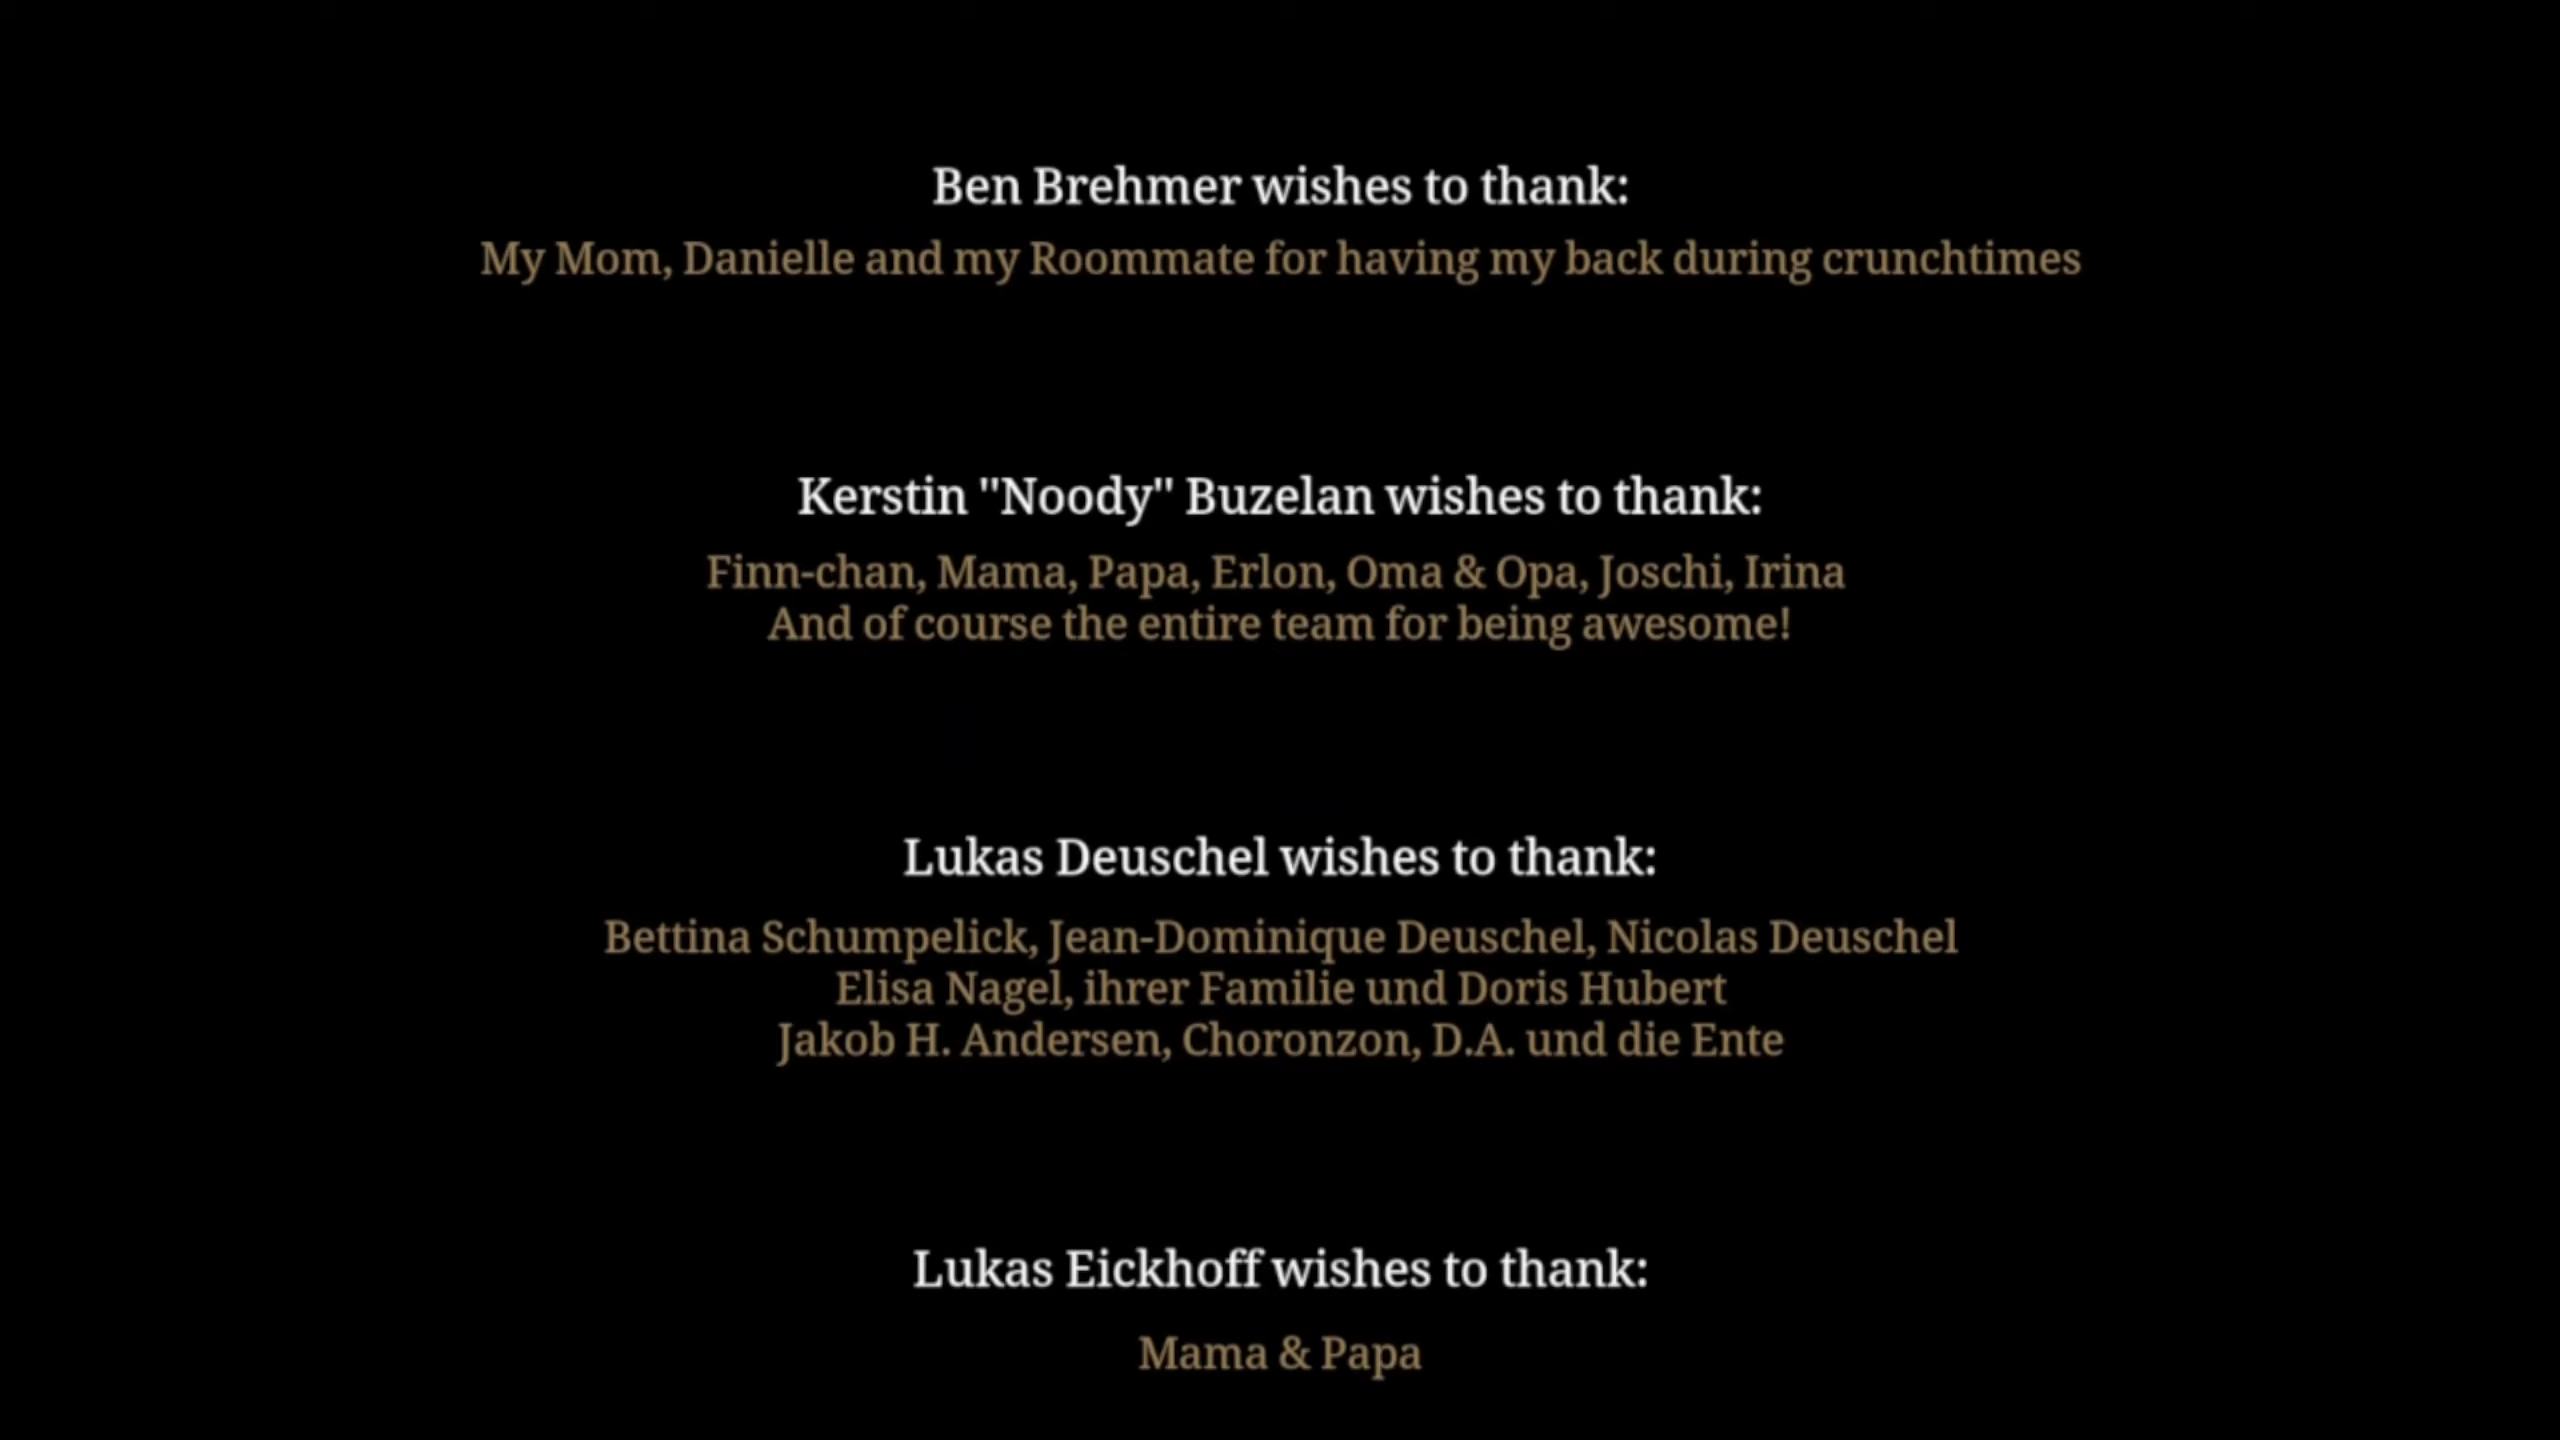 Ben Brehmer wishes to thank:
My Mom, Danielle and my Roommate for having my back during crunchtimes
Kerstin "Noody" Buzelan wishes to thank:
Finn-chan, Mama, Papa, Erlon, Oma & Opa, Joschi, Irina
And of course the entire team for being awesome!
Lukas Deuschel wishes to thank:
Bettina Schumpelick, Jean-Dominique Deuschel, Nicolas Deuschel
Elisa Nagel, ihrer Familie und Doris Hubert
Jakob H. Andersen, Choronzon, D.A. und die Ente
Lukas Eickhoff wishes to thank:
Mama & Papa